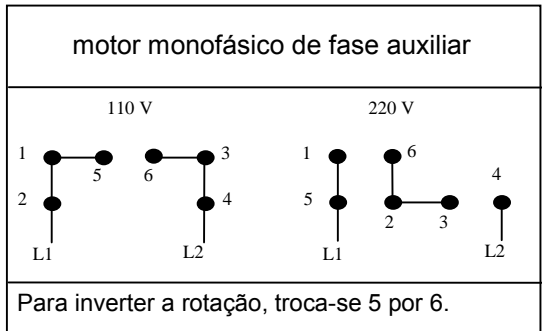 motor monofásico de fase auxiliar
110 V 220 V
1 3 1 6
5 6 4
2 4 5 2 3
L1 L2 L1 L2
Para inverter a rotação, troca-se 5 por 6.